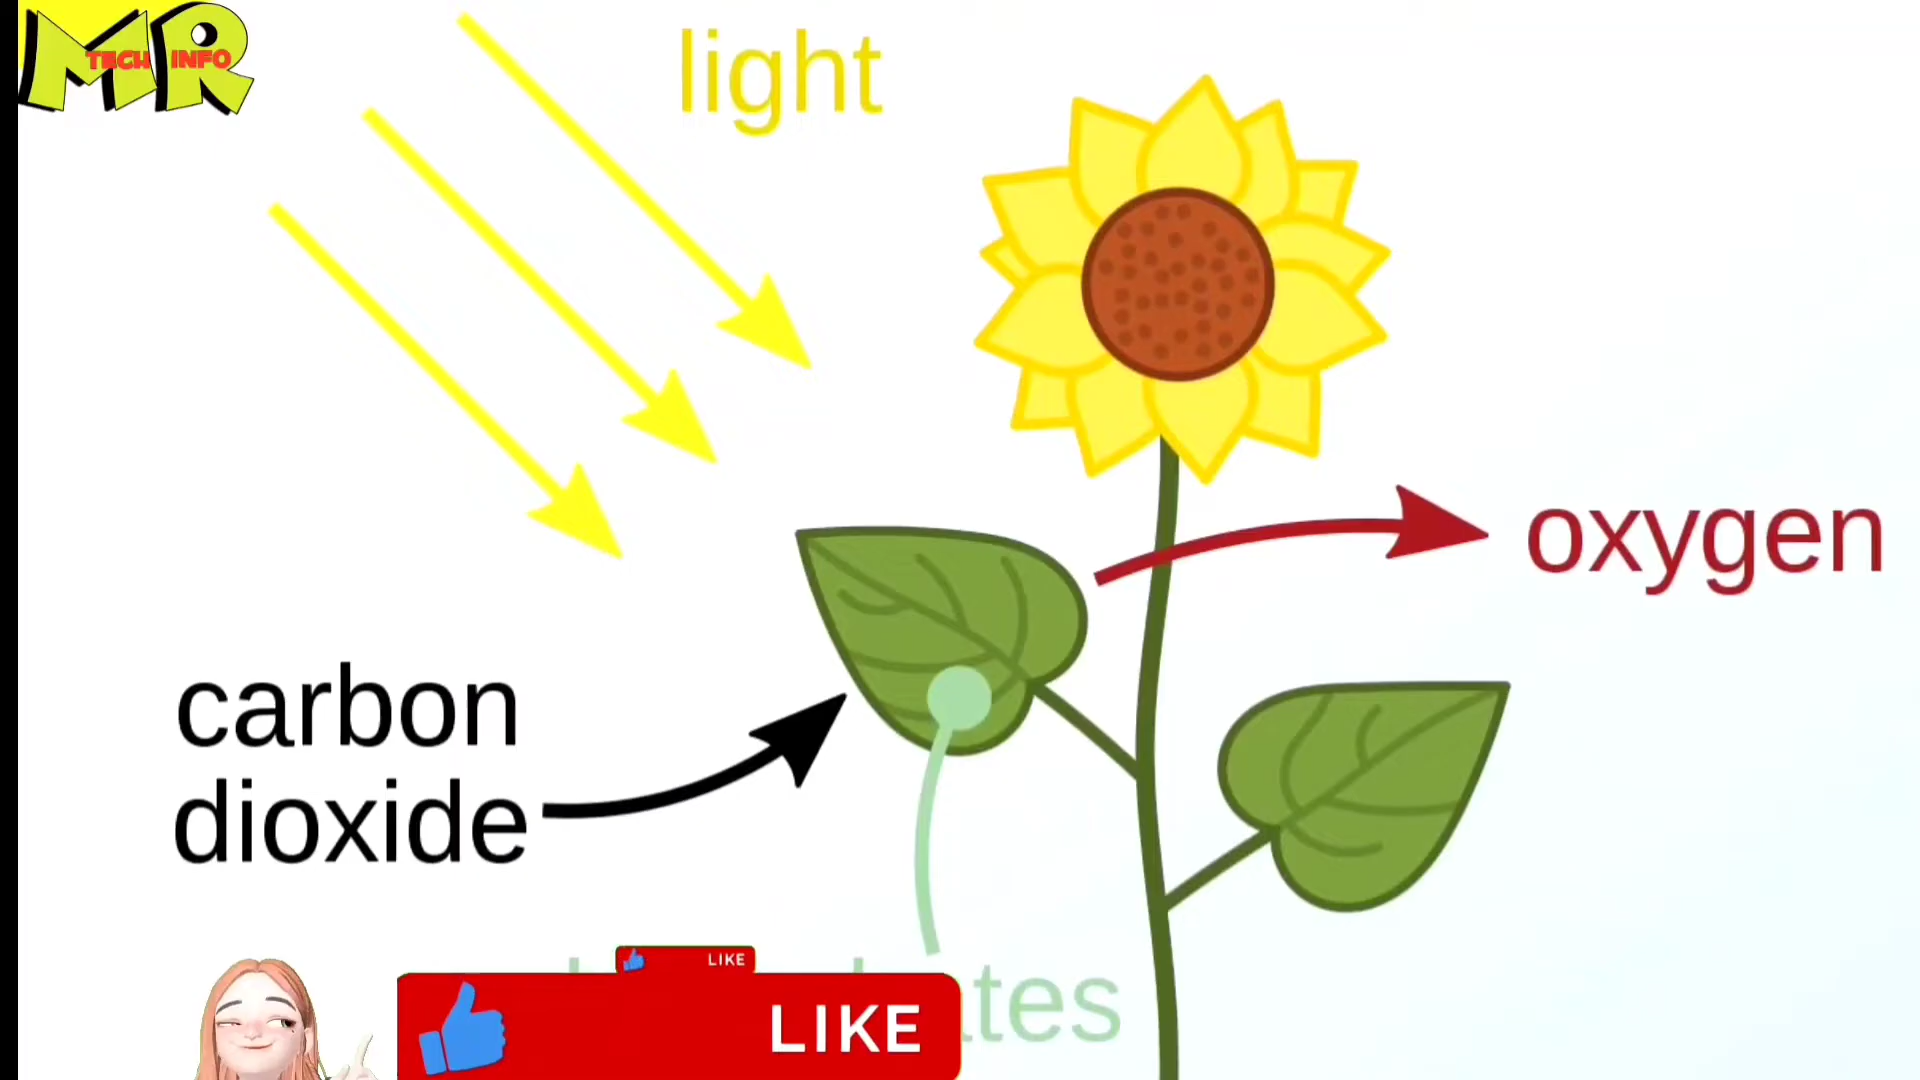 MR
TECH INFO
light
oxygen
carbon
dioxide
LIKE
LIKE